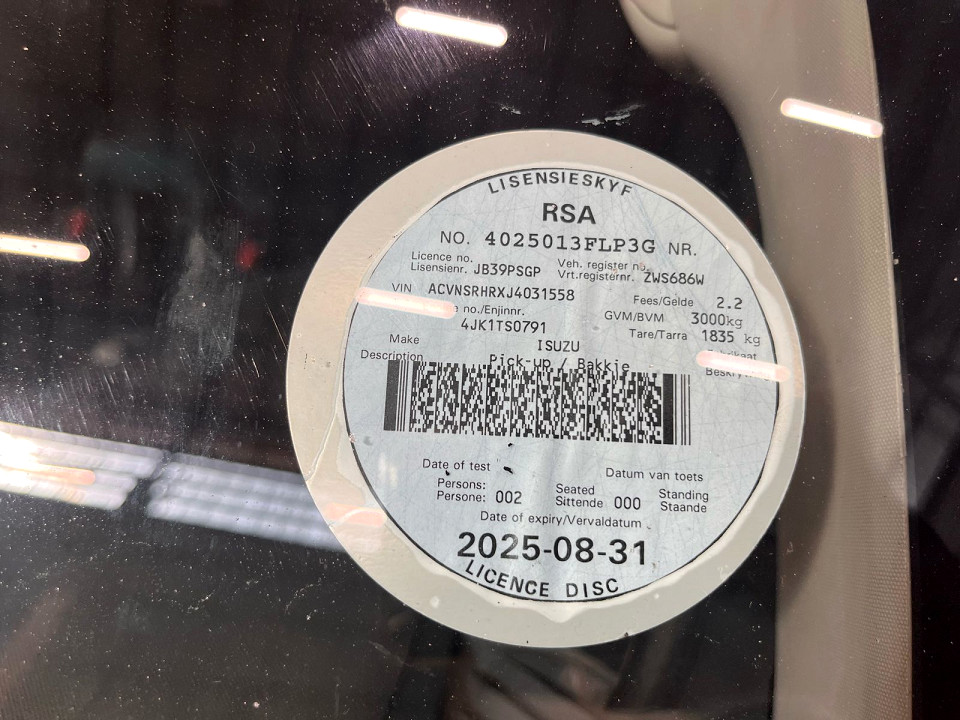 LISENSIESKYF
RSA
NO. 4025013FLP3G NR.
Licence no.
Lisensienr. JB39PSGP
Veh. register no.
Vrt.registernr. ZWS686W
VIN ACVNSRHRXJ4031558
Fees/Gelde 2.2
no./Enjinnr.
GVM/BVM 3000kg
4JK1TS0791
Tare/Tarra 1835 kg
Make ISUZU
Description Pick-up / Bakkie
Date of test Datum van toets
Persons:
Persone: 002
Seated
Sittende 000
Standing
Staande
Date of expiry/Vervaldatum
2025-08-31
LICENCE DISC